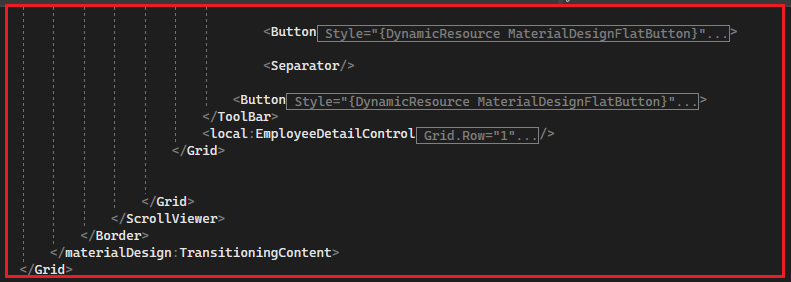 <Button Style="{DynamicResource MaterialDesignFlatButton}"...>
<Separator/>
<Button Style="{DynamicResource MaterialDesignFlatButton}"...>
</ToolBar>
<local:EmployeeDetailControl Grid.Row="1".../>
</Grid>
</Grid>
</ScrollViewer>
</Border>
</materialDesign:TransitioningContent>
</Grid>